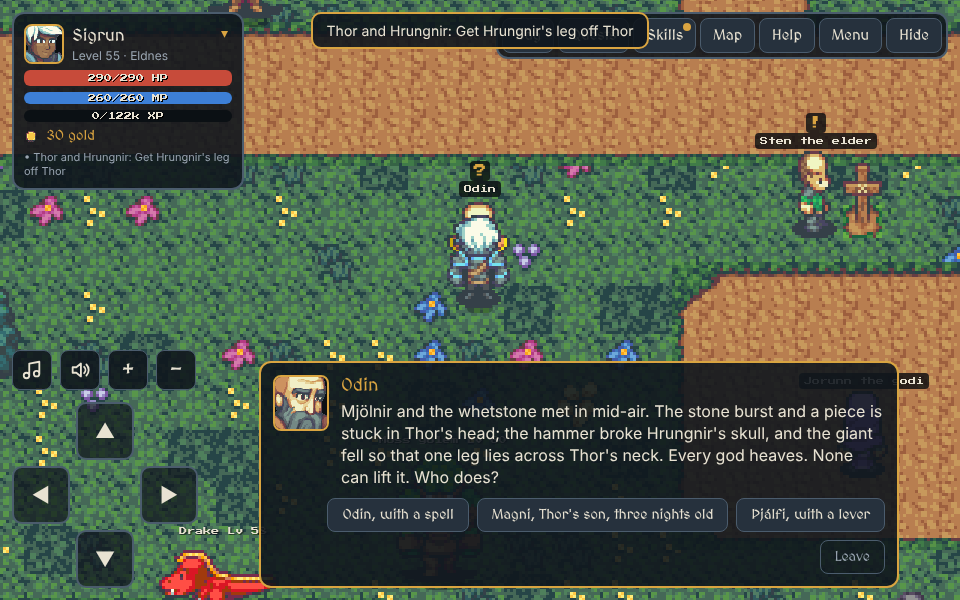 Sigrun
Level 55 · Eldnes
290/290 HP
260/260 MP
0/122k XP
30 gold
• Thor and Hrungnir: Get Hrungnir's leg
off Thor
Thor and Hrungnir: Get Hrungnir's leg off Thor
Skills
Map
Help
Menu
Hide
!
Sten the elder
?
Odin
Jorunn the godi
Drake Lv 5
Odin
Mjölnir and the whetstone met in mid-air. The stone burst and a piece is
stuck in Thor's head; the hammer broke Hrungnir's skull, and the giant
fell so that one leg lies across Thor's neck. Every god heaves. None
can lift it. Who does?
Odin, with a spell
Magni, Thor's son, three nights old
Þjálfi, with a lever
Leave